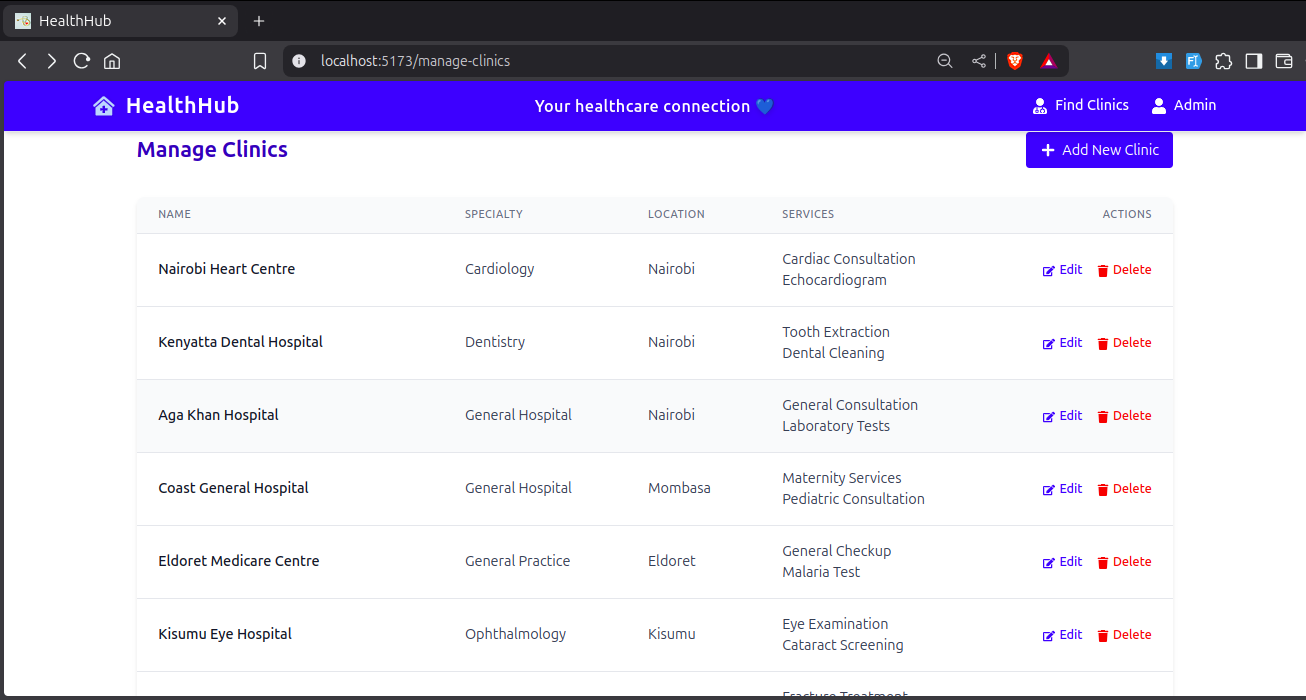 HealthHub
localhost:5173/manage-clinics
HealthHub
Your healthcare connection 💙
Find Clinics
Admin
Manage Clinics
Add New Clinic
NAME SPECIALTY LOCATION SERVICES ACTIONS
Nairobi Heart Centre Cardiology Nairobi Cardiac Consultation Edit Delete
Echocardiogram
Kenyatta Dental Hospital Dentistry Nairobi Tooth Extraction Edit Delete
Dental Cleaning
Aga Khan Hospital General Hospital Nairobi General Consultation Edit Delete
Laboratory Tests
Coast General Hospital General Hospital Mombasa Maternity Services Edit Delete
Pediatric Consultation
Eldoret Medicare Centre General Practice Eldoret General Checkup Edit Delete
Malaria Test
Kisumu Eye Hospital Ophthalmology Kisumu Eye Examination Edit Delete
Cataract Screening
Fracture Treatment